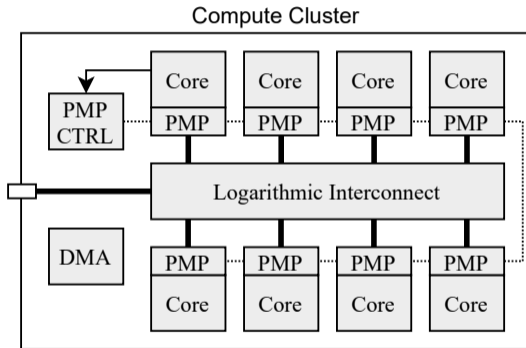 Compute Cluster
Core Core Core Core
PMP CTRL
PMP PMP PMP PMP
Logarithmic Interconnect
DMA
PMP PMP PMP PMP
Core Core Core Core